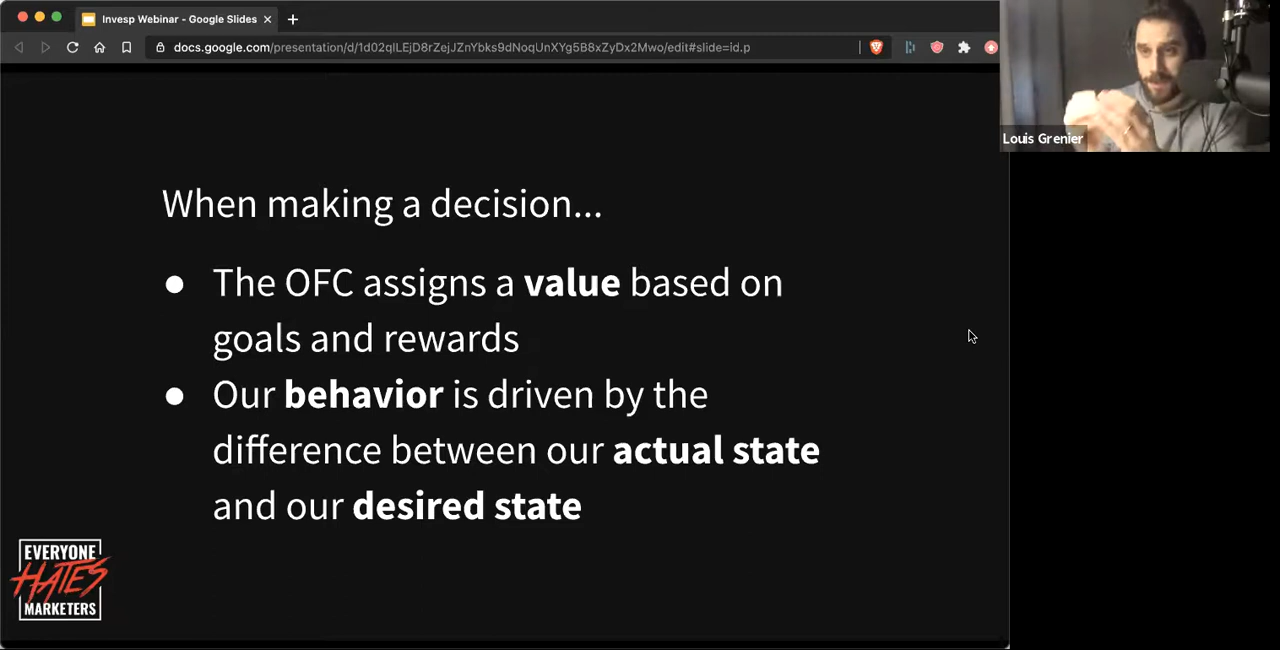 Invesp Webinar - Google Slides
docs.google.com/presentation/d/1d02qILEjD8rZejJZnYbks9dNoqUnXYg5B8xZyDx2Mwo/edit#slide=id.p
Louis Grenier
When making a decision...
● The OFC assigns a value based on
goals and rewards
● Our behavior is driven by the
difference between our actual state
and our desired state
EVERYONE
HATES
MARKETERS